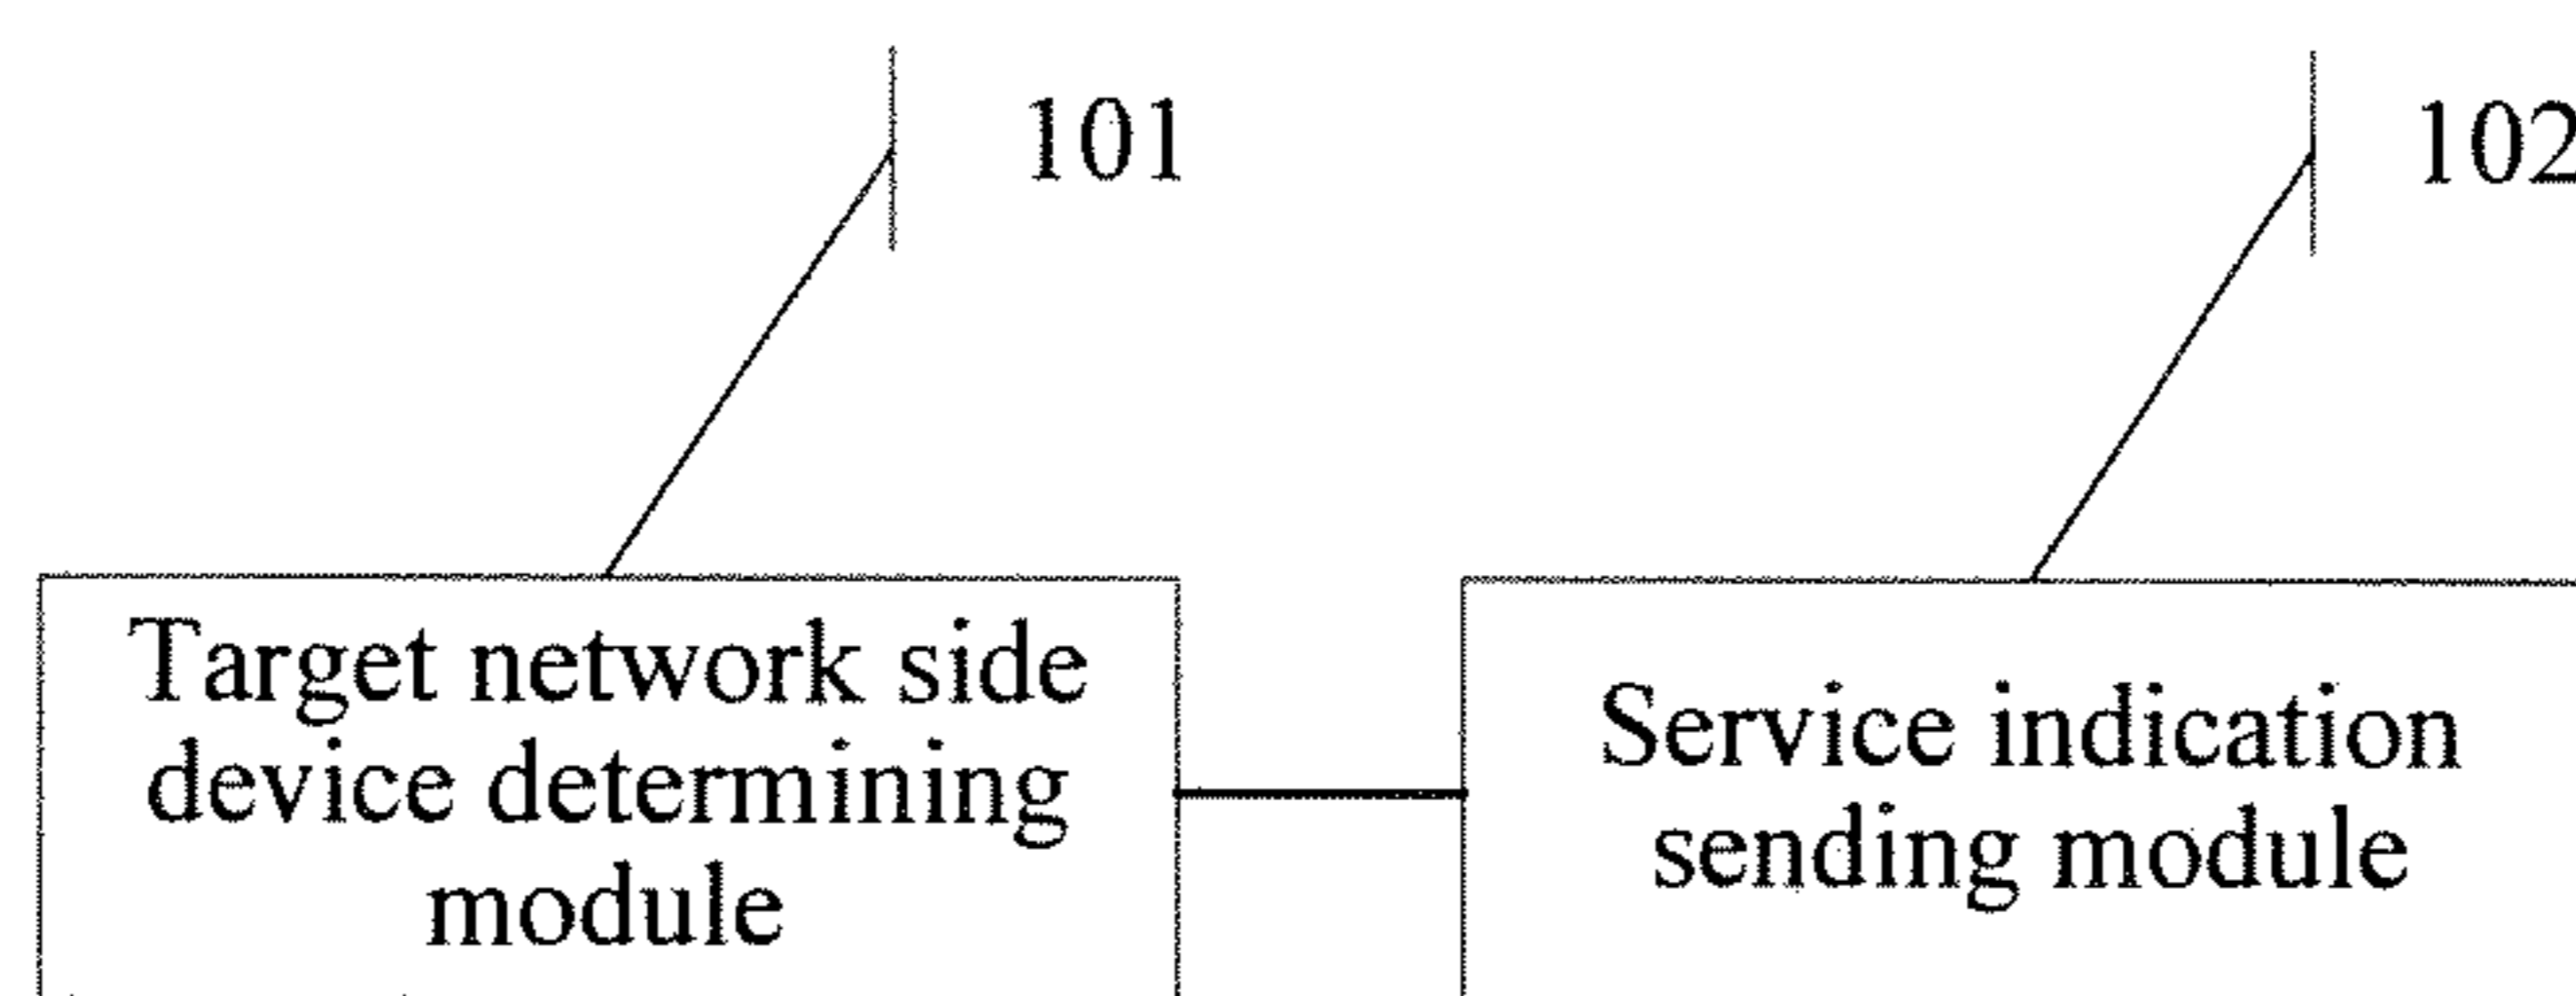 101
102
Target network side
device determining
module
Service indication
sending module